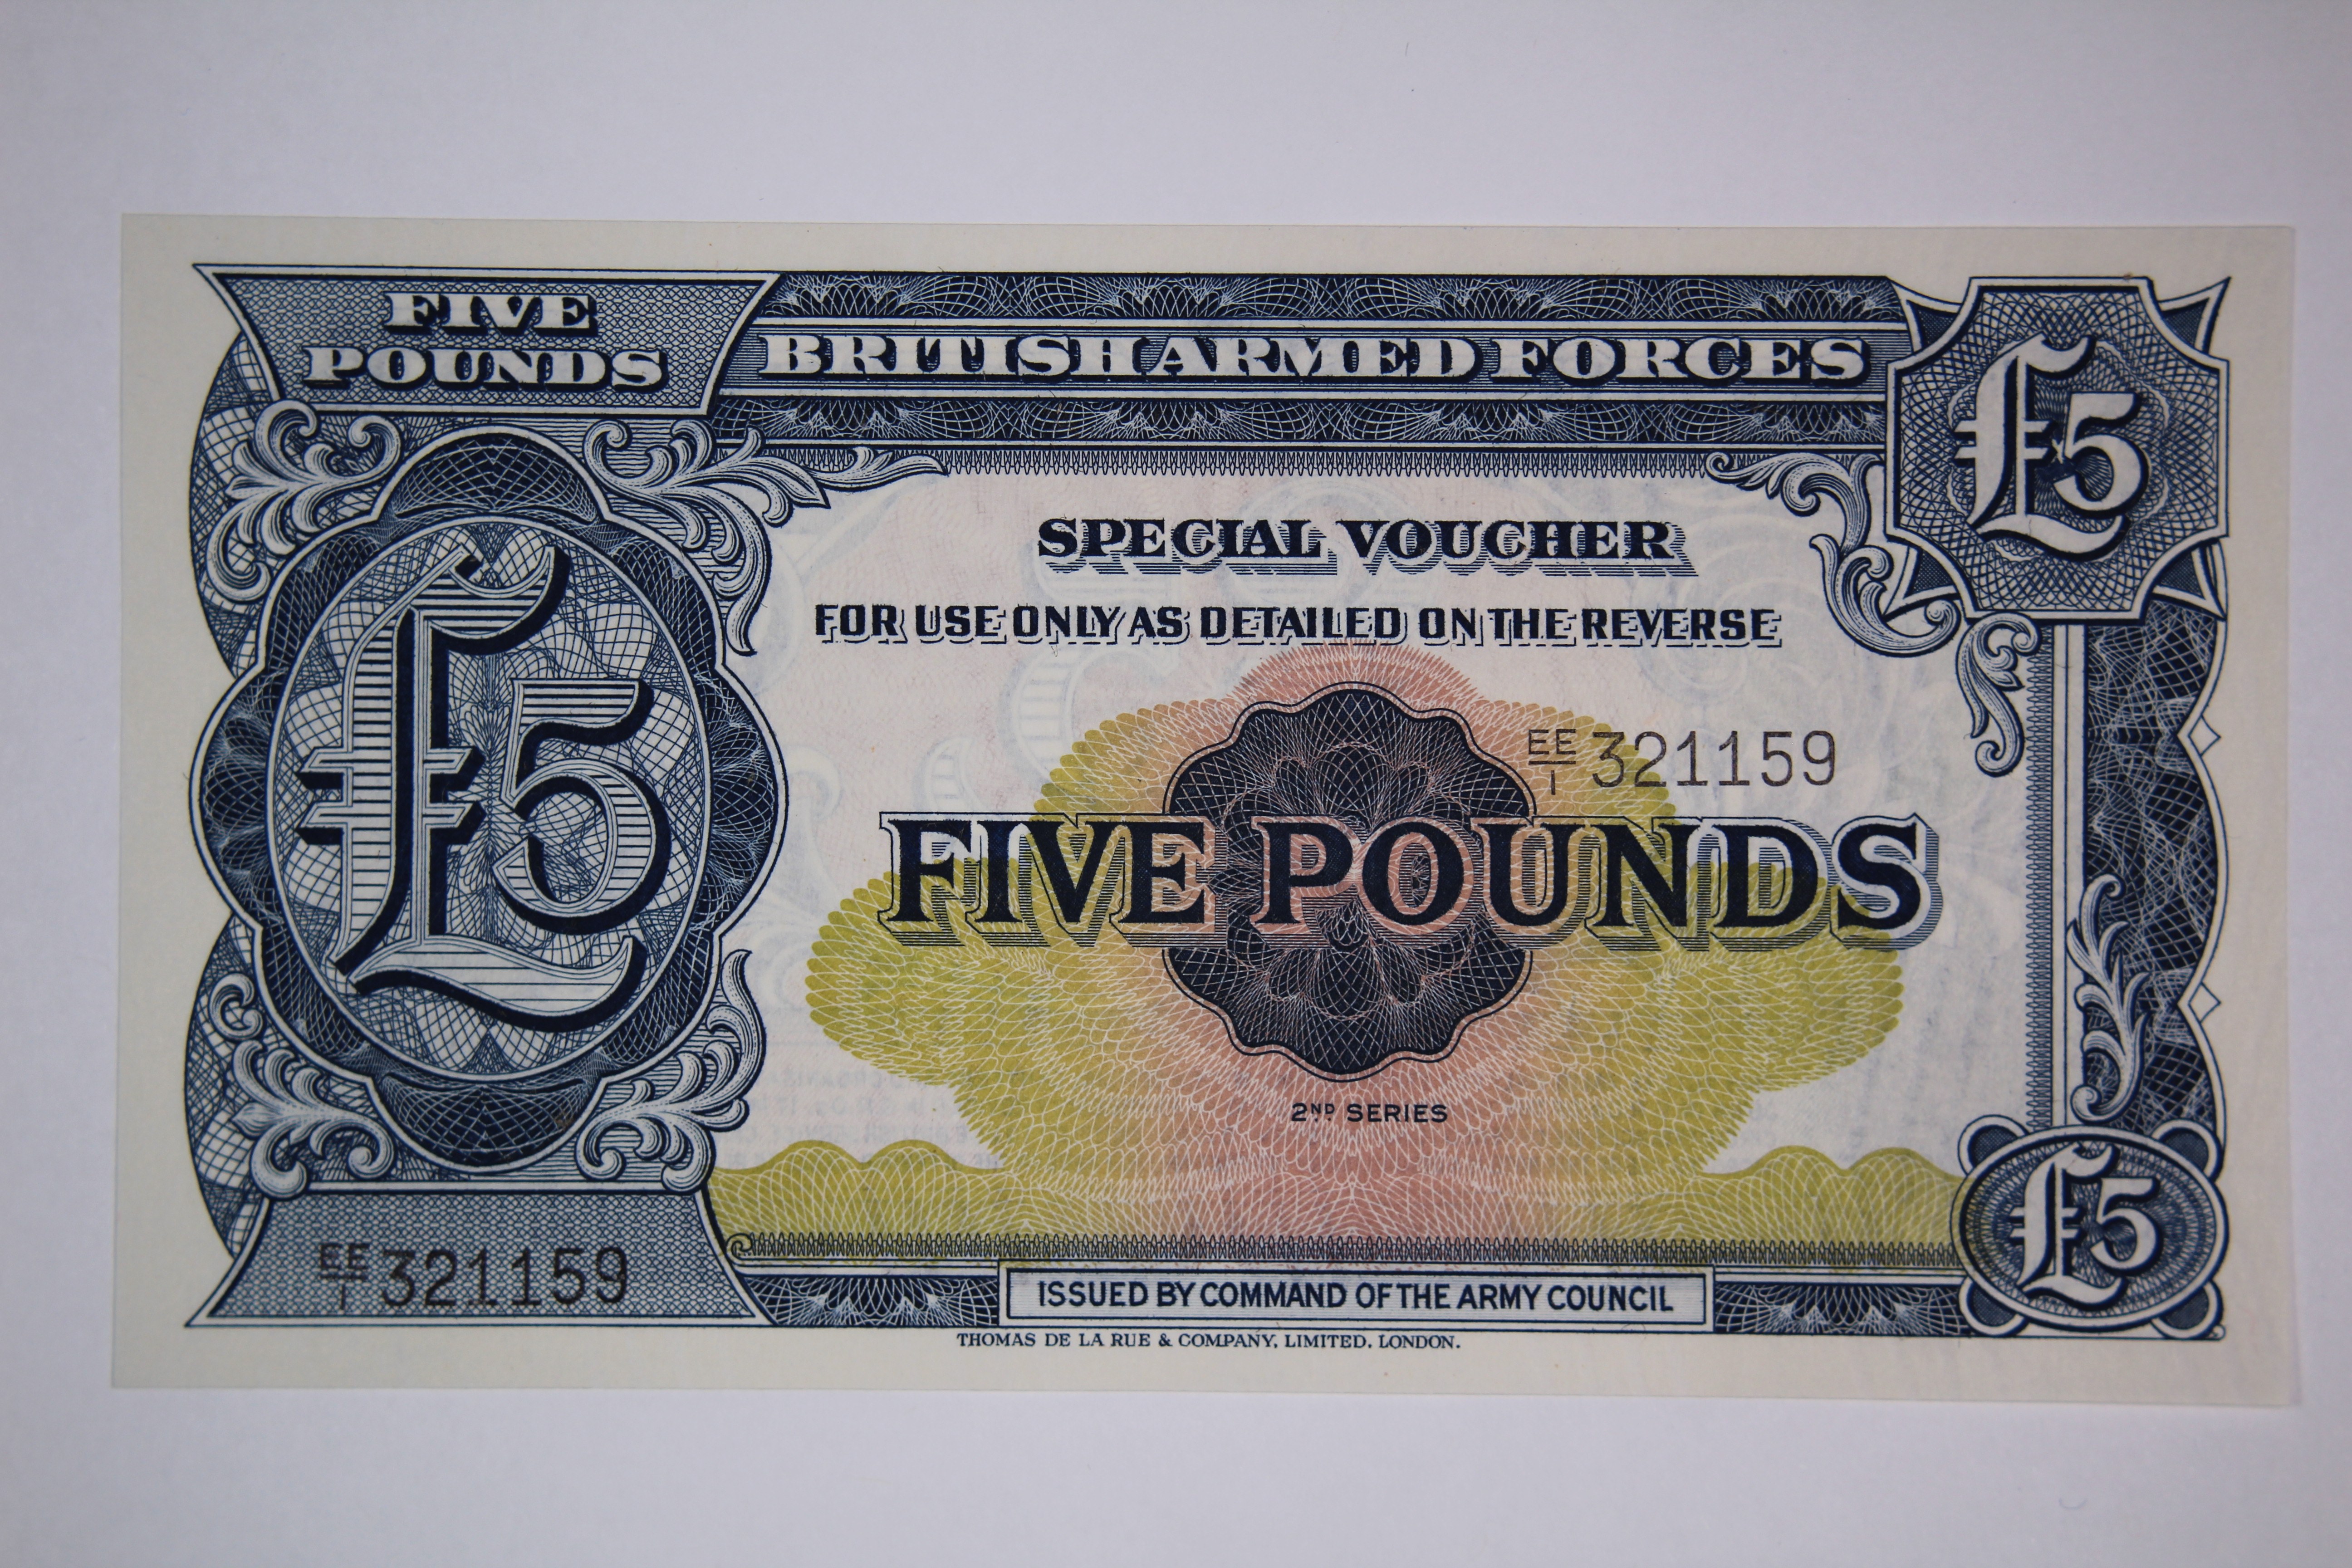 FIVE
POUNDS
BRITISH ARMED FORCES
£5
SPECIAL VOUCHER
FOR USE ONLY AS DETAILED ON THE REVERSE
£5
EE/1 321159
FIVE POUNDS
2ND SERIES
£5
EE/1 321159
ISSUED BY COMMAND OF THE ARMY COUNCIL
THOMAS DE LA RUE & COMPANY, LIMITED, LONDON.